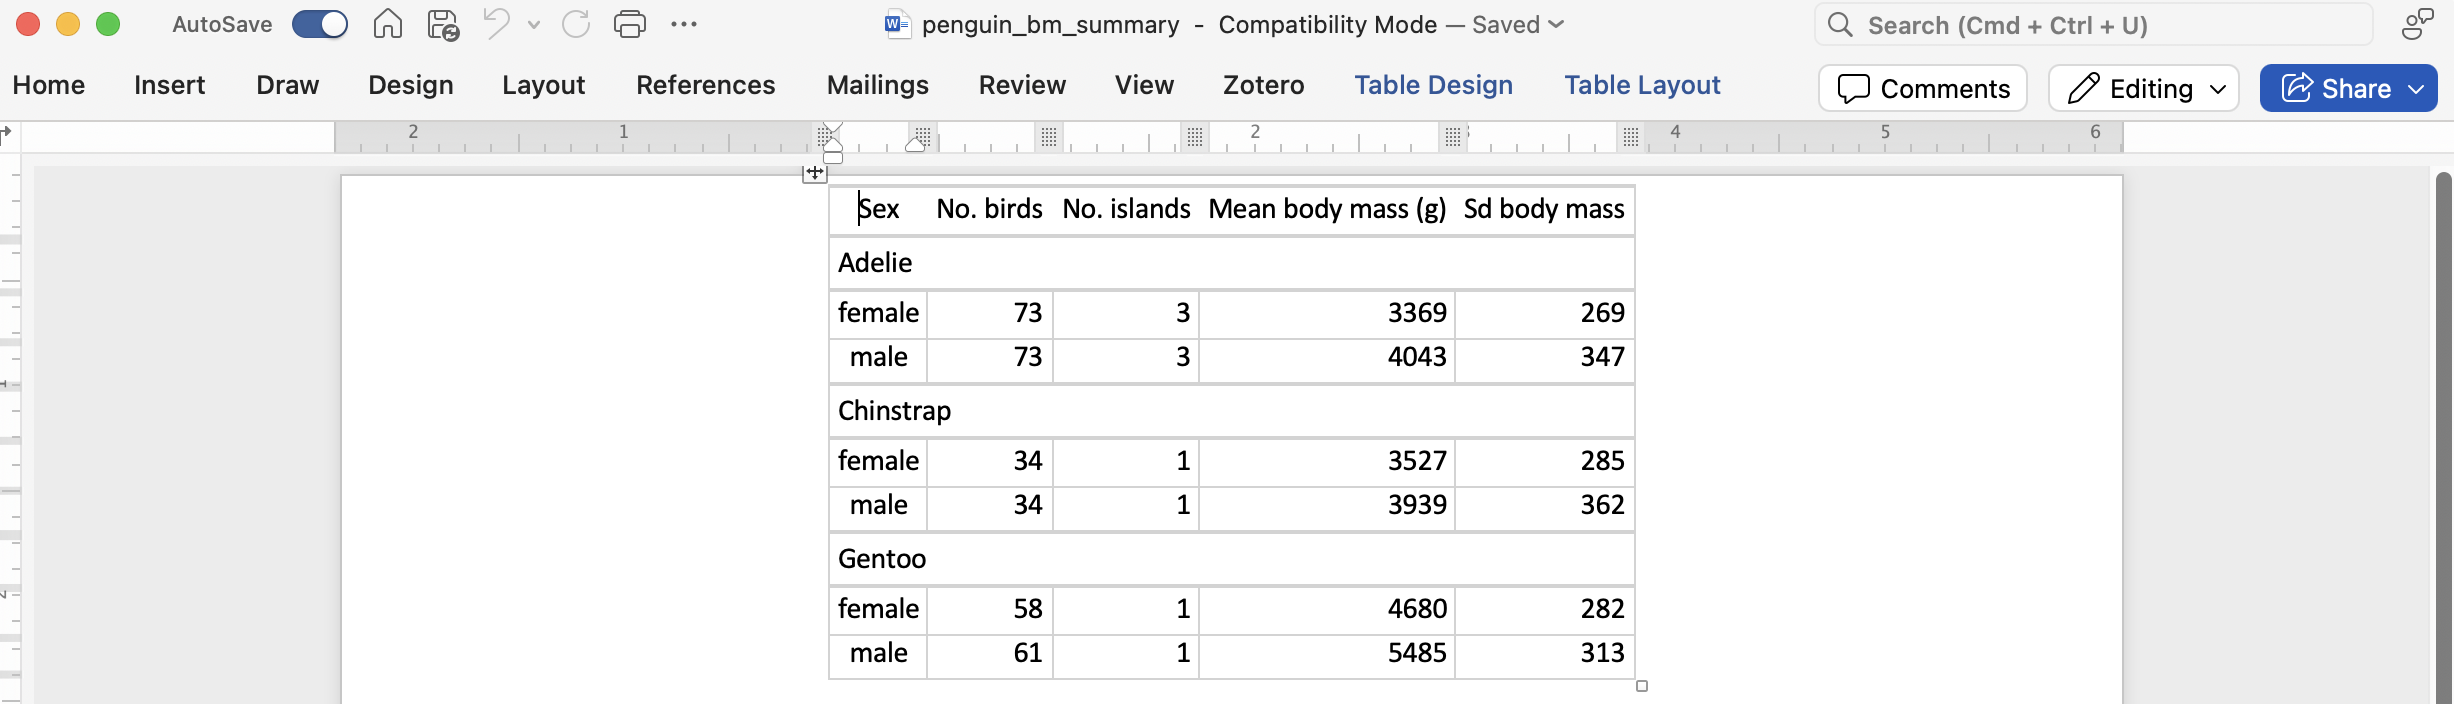 AutoSave
penguin_bm_summary - Compatibility Mode — Saved
Search (Cmd + Ctrl + U)
Home Insert Draw Design Layout References Mailings Review View Zotero Table Design Table Layout Comments Editing Share
2 1 2 4 5 6
Sex No. birds No. islands Mean body mass (g) Sd body mass
Adelie
female 73 3 3369 269
male 73 3 4043 347
Chinstrap
female 34 1 3527 285
male 34 1 3939 362
Gentoo
female 58 1 4680 282
male 61 1 5485 313
1
2